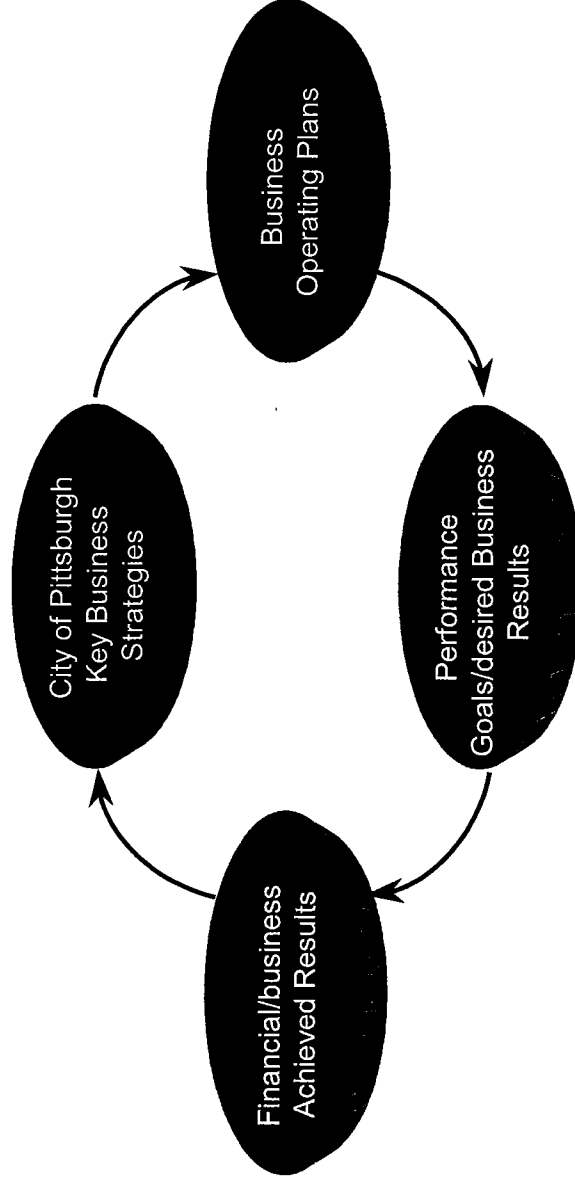 City of Pittsburgh
Key Business
Strategies
Business
Operating Plans
Performance
Goals/desired Business
Results
Financial/business
Achieved Results